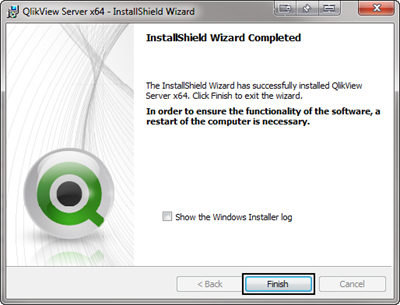 QlikView Server x64 - InstallShield Wizard
InstallShield Wizard Completed
The InstallShield Wizard has successfully installed QlikView
Server x64. Click Finish to exit the wizard.
In order to ensure the functionality of the software, a
restart of the computer is necessary.
Show the Windows Installer log
< Back
Finish
Cancel